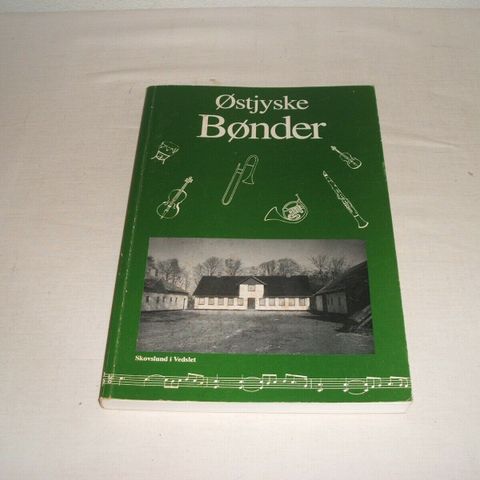 Østjyske
Bønder
Skovslund i Vedslet